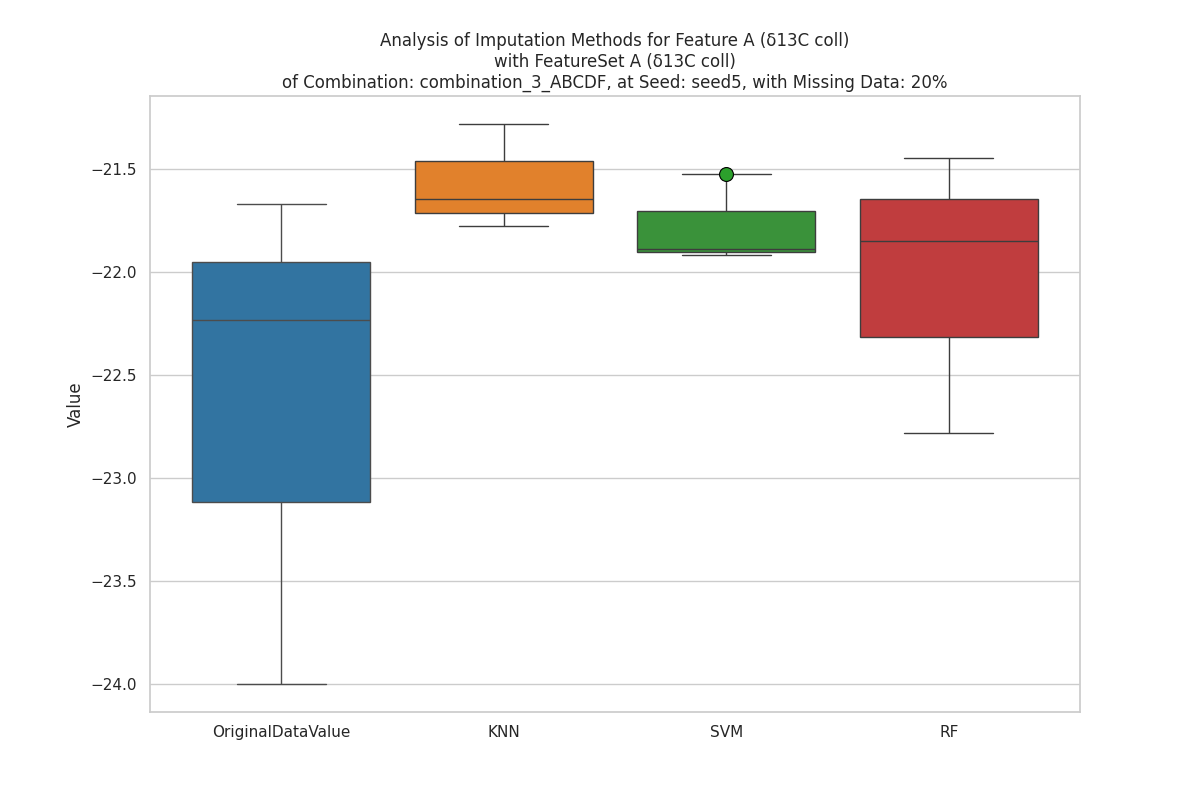 Analysis of Imputation Methods for Feature A (δ13C coll)
with FeatureSet A (δ13C coll)
of Combination: combination_3_ABCDF, at Seed: seed5, with Missing Data: 20%
Value
−21.5
−22.0
−22.5
−23.0
−23.5
−24.0
OriginalDataValue
KNN
SVM
RF